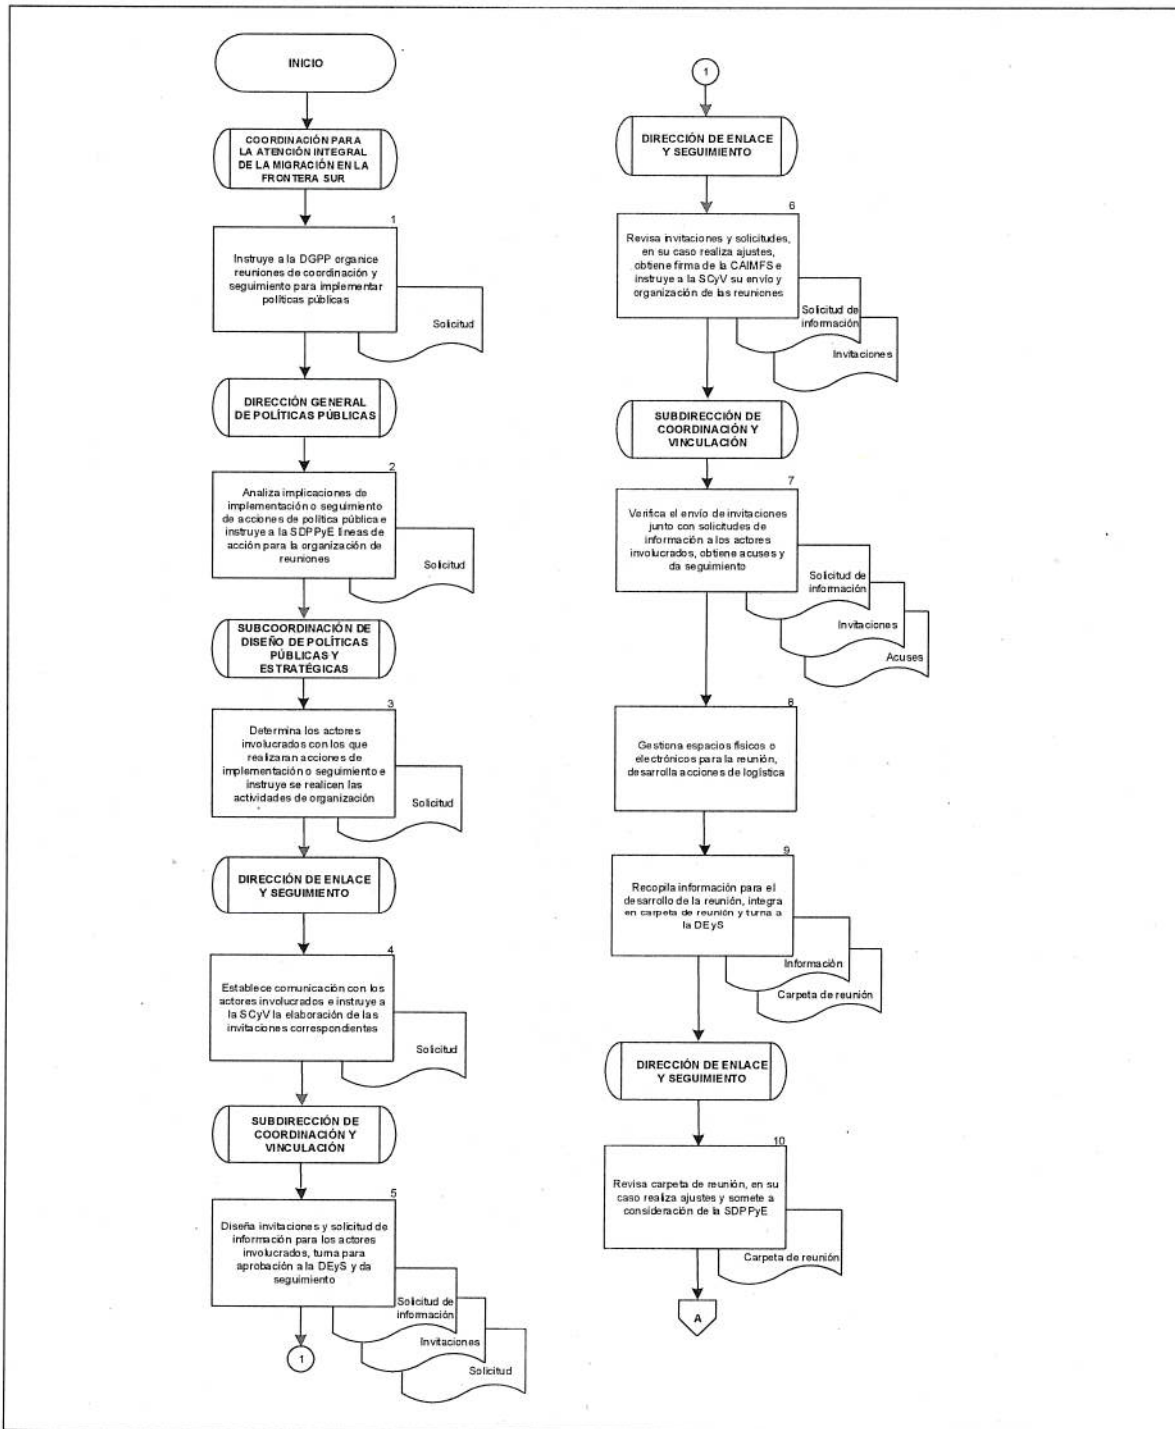 INICIO
COORDINACIÓN PARA
LA ATENCIÓN INTEGRAL
DE LA MIGRACIÓN EN LA
FRONTERA SUR
1
Instruye a la DGPP organice
reuniones de coordinación y
seguimiento para implementar
políticas públicas
Solicitud
DIRECCIÓN GENERAL
DE POLÍTICAS PÚBLICAS
2
Analiza implicaciones de
implementación o seguimiento
de acciones de política pública e
instruye a la SDPPyE líneas de
acción para la organización de
reuniones
Solicitud
SUBCOORDINACIÓN DE
DISEÑO DE POLÍTICAS
PÚBLICAS Y
ESTRATÉGICAS
3
Determina los actores
involucrados con los que
realizaran acciones de
implementación o seguimiento e
instruye se realicen las
actividades de organización
Solicitud
DIRECCIÓN DE ENLACE
Y SEGUIMIENTO
4
Establece comunicación con los
actores involucrados e instruye a
la SCyV la elaboración de las
invitaciones correspondientes
Solicitud
SUBDIRECCIÓN DE
COORDINACIÓN Y
VINCULACIÓN
5
Diseña invitaciones y solicitud de
información para los actores
involucrados, turna para
aprobación a la DEyS y da
seguimiento
Solicitud de
información
Invitaciones
Solicitud
1
1
DIRECCIÓN DE ENLACE
Y SEGUIMIENTO
6
Revisa invitaciones y solicitudes,
en su caso realiza ajustes,
obtiene firma de la CAIMFS e
instruye a la SCyV su envío y
organización de las reuniones
Solicitud de
información
Invitaciones
SUBDIRECCIÓN DE
COORDINACIÓN Y
VINCULACIÓN
7
Verifica el envío de invitaciones
junto con solicitudes de
información a los actores
involucrados, obtiene acuses y
da seguimiento
Solicitud de
información
Invitaciones
Acuses
8
Gestiona espacios físicos o
electrónicos para la reunión,
desarrolla acciones de logística
9
Recopila información para el
desarrollo de la reunión, integra
en carpeta de reunión y turna a
la DEyS
Información
Carpeta de reunión
DIRECCIÓN DE ENLACE
Y SEGUIMIENTO
10
Revisa carpeta de reunión, en su
caso realiza ajustes y somete a
consideración de la SDPPyE
Carpeta de reunión
A